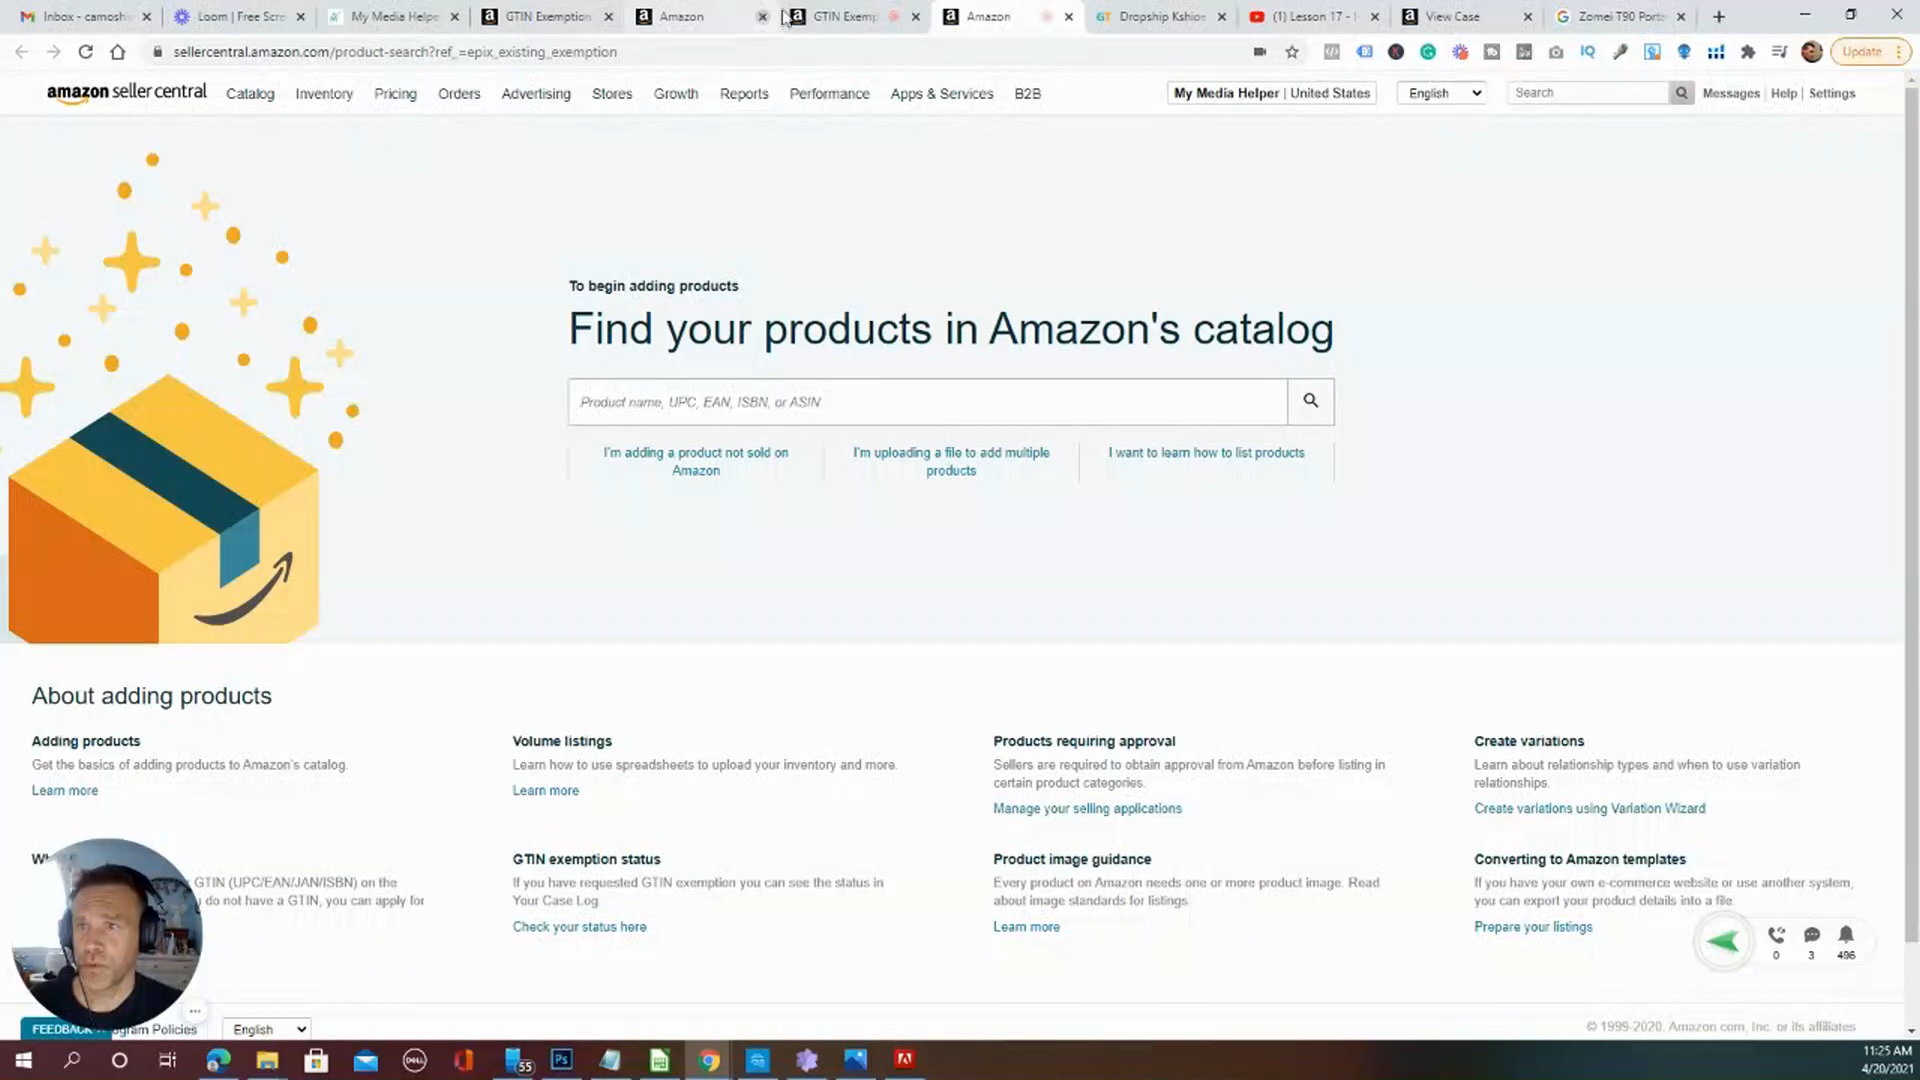 Inbox - camoshi
Loom | Free Scre
My Media Helpe
GTIN Exemption
Amazon
GTIN Exemp
Amazon
Dropship Kshioe
(1) Lesson 17 -
View Case
Zomei T90 Porta
sellercentral.amazon.com/product-search?ref_=epix_existing_exemption
Update
amazon seller central
Catalog Inventory Pricing Orders Advertising Stores Growth Reports Performance Apps & Services B2B
My Media Helper | United States
English
Search
Messages | Help | Settings
To begin adding products
Find your products in Amazon's catalog
Product name, UPC, EAN, ISBN, or ASIN
I'm adding a product not sold on
Amazon
I'm uploading a file to add multiple
products
I want to learn how to list products
About adding products
Adding products
Get the basics of adding products to Amazon's catalog.
Learn more
Volume listings
Learn how to use spreadsheets to upload your inventory and more.
Learn more
Products requiring approval
Sellers are required to obtain approval from Amazon before listing in
certain product categories.
Manage your selling applications
Create variations
Learn about relationship types and when to use variation
relationships.
Create variations using Variation Wizard
GTIN (UPC/EAN/JAN/ISBN) on the
do not have a GTIN, you can apply for
GTIN exemption status
If you have requested GTIN exemption you can see the status in
Your Case Log
Check your status here
Product image guidance
Every product on Amazon needs one or more product image. Read
about image standards for listings
Learn more
Converting to Amazon templates
If you have your own e-commerce website or use another system,
you can export your product details into a file.
Prepare your listings
0
3
496
FEEDBACK
gram Policies
English
© 1999-2020, Amazon.com, Inc. or its affiliates
DELL
55
Ps
11:25 AM
4/20/2021